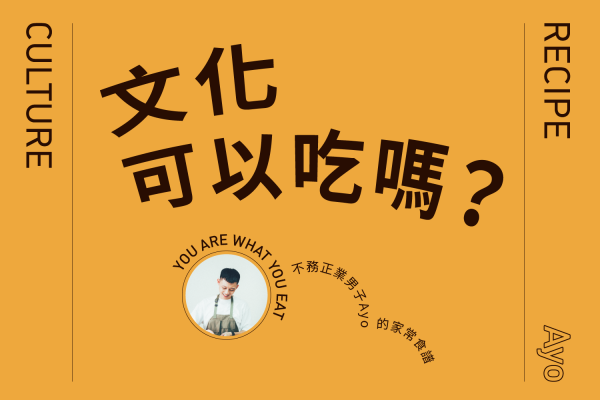 CULTURE
文化
可以吃嗎?
YOU ARE WHAT YOU EAT
不務正業男子Ayo 的家常食譜
RECIPE
Ayo